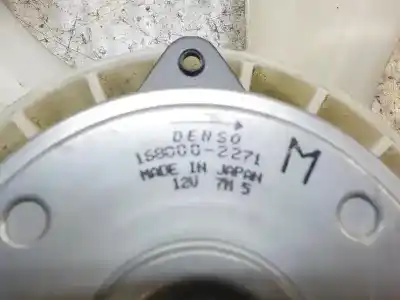 DENSO
168000-2271
MADE IN JAPAN
12V 7M 5
M